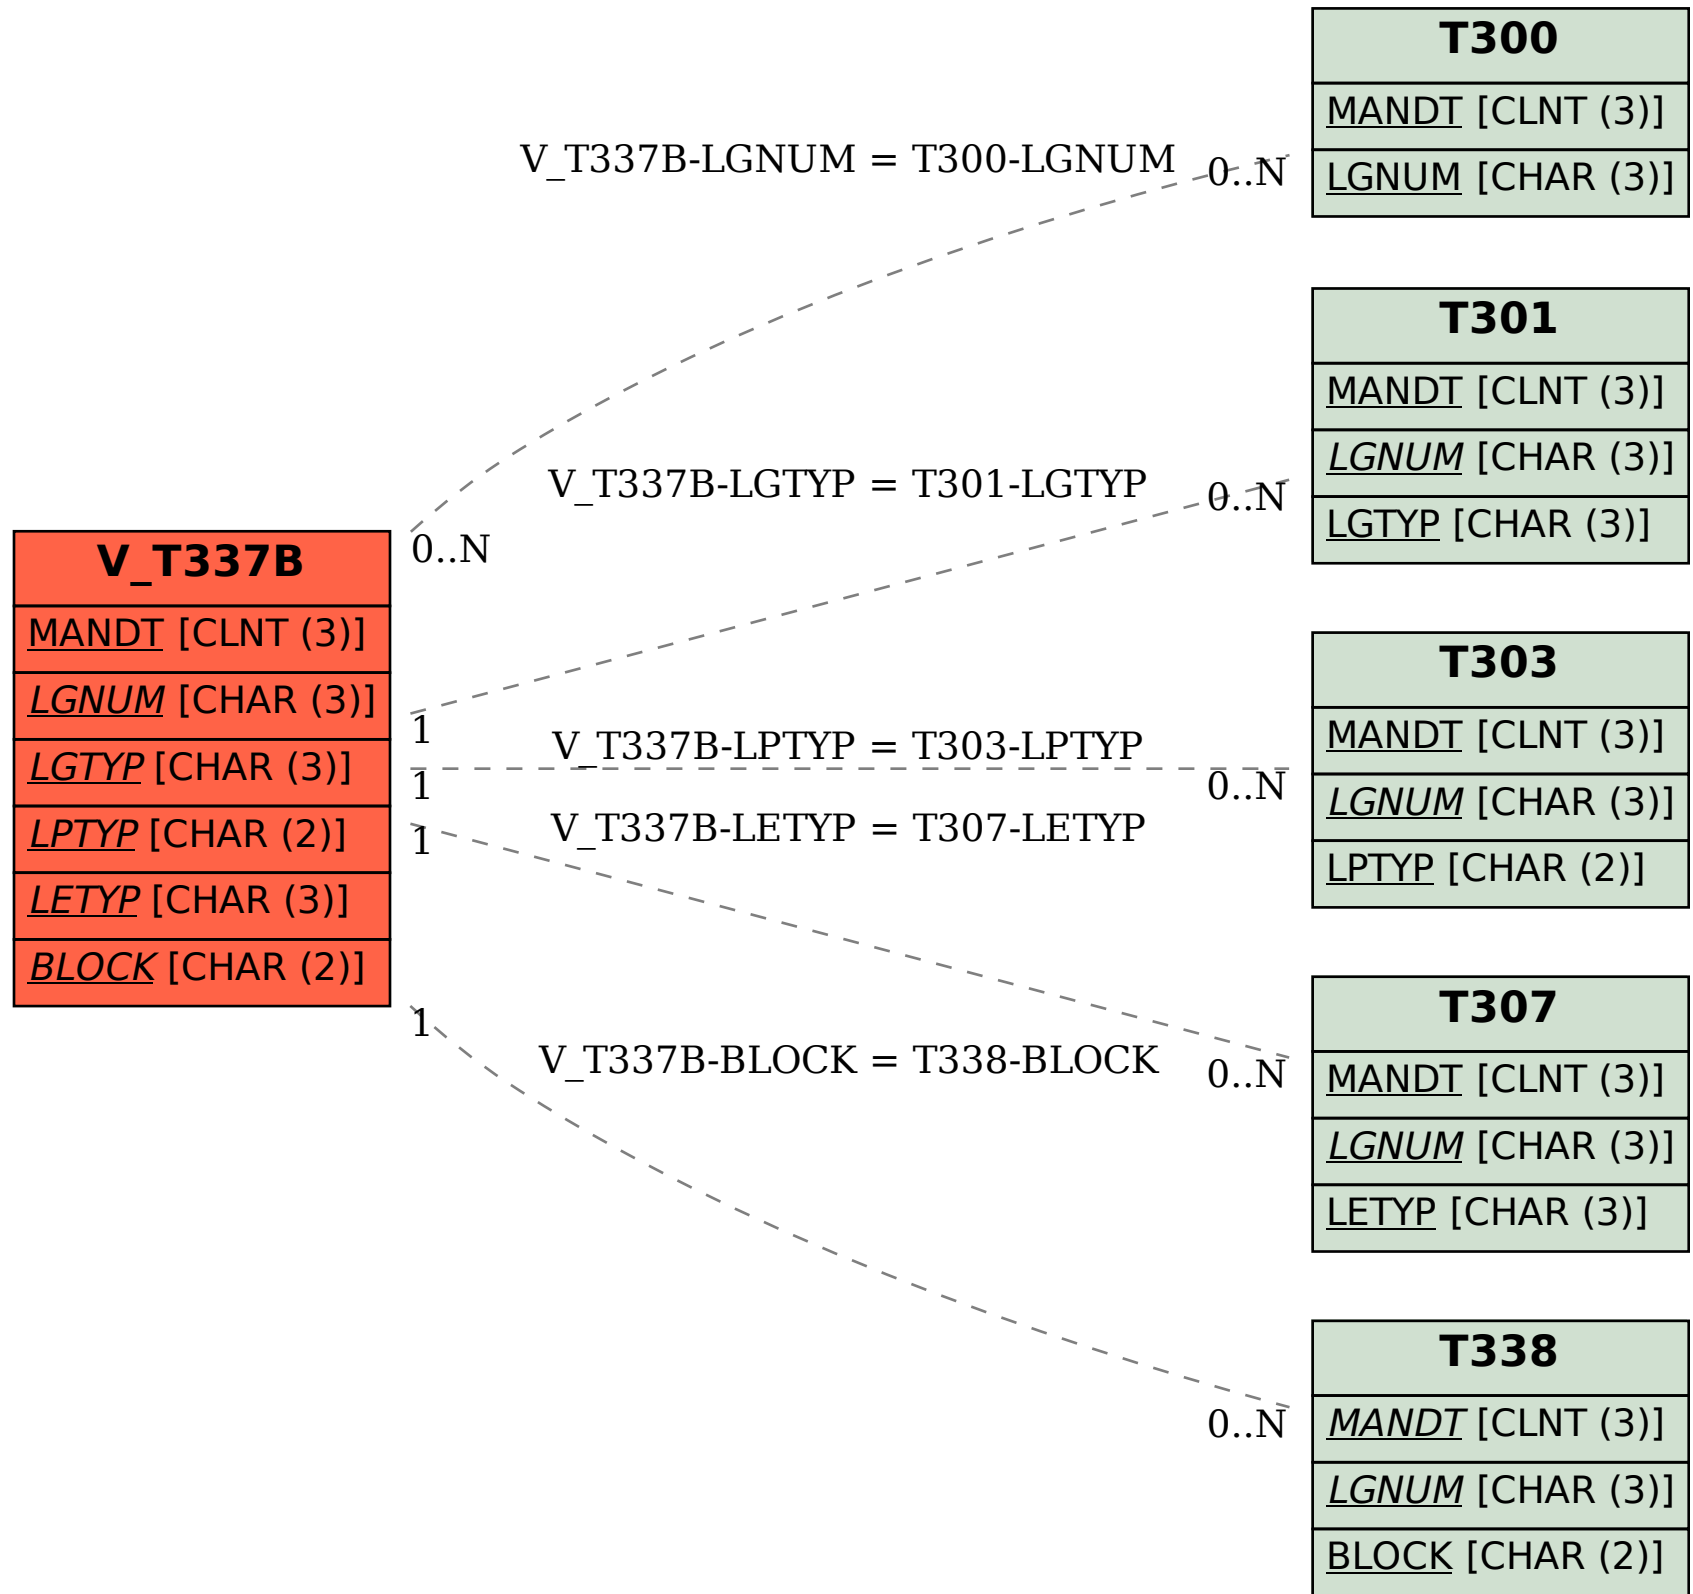 V_T337B
MANDT [CLNT (3)]
LGNUM [CHAR (3)]
LGTYP [CHAR (3)]
LPTYP [CHAR (2)]
LETYP [CHAR (3)]
BLOCK [CHAR (2)]
V_T337B-LGNUM = T300-LGNUM
0..N
0..N
V_T337B-LGTYP = T301-LGTYP
0..N
1
V_T337B-LPTYP = T303-LPTYP
0..N
1
V_T337B-LETYP = T307-LETYP
1
0..N
V_T337B-BLOCK = T338-BLOCK
1
0..N
T300
MANDT [CLNT (3)]
LGNUM [CHAR (3)]
T301
MANDT [CLNT (3)]
LGNUM [CHAR (3)]
LGTYP [CHAR (3)]
T303
MANDT [CLNT (3)]
LGNUM [CHAR (3)]
LPTYP [CHAR (2)]
T307
MANDT [CLNT (3)]
LGNUM [CHAR (3)]
LETYP [CHAR (3)]
T338
MANDT [CLNT (3)]
LGNUM [CHAR (3)]
BLOCK [CHAR (2)]